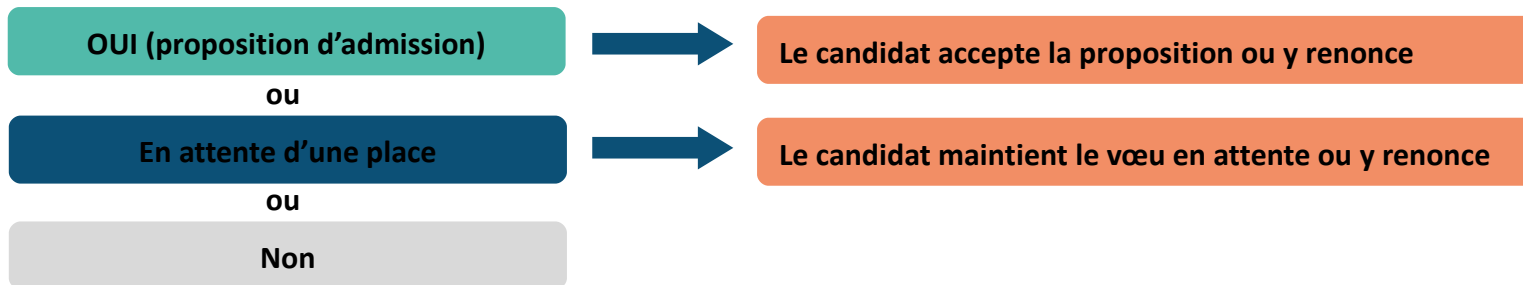 OUI (proposition d’admission)
Le candidat accepte la proposition ou y renonce
ou
En attente d’une place
Le candidat maintient le vœu en attente ou y renonce
ou
Non